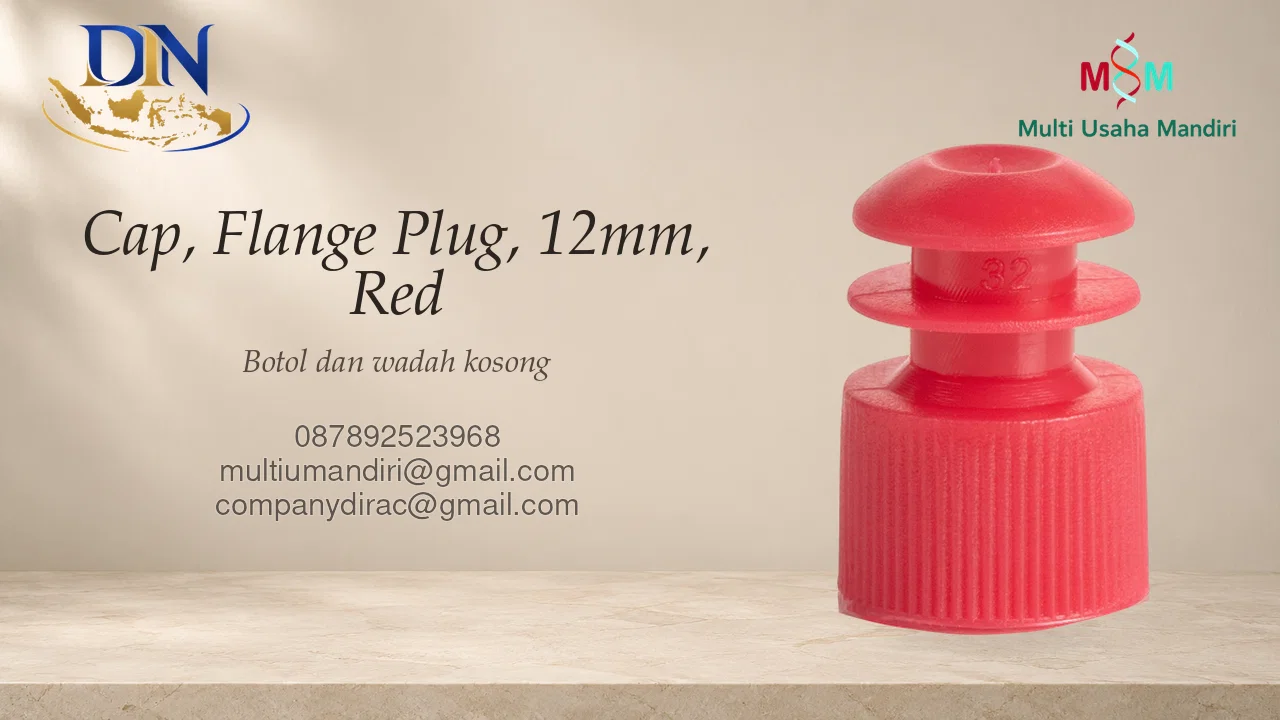 DIN
M M
Multi Usaha Mandiri
Cap, Flange Plug, 12mm,
Red
32
Botol dan wadah kosong
087892523968
multiumandiri@gmail.com
companydirac@gmail.com